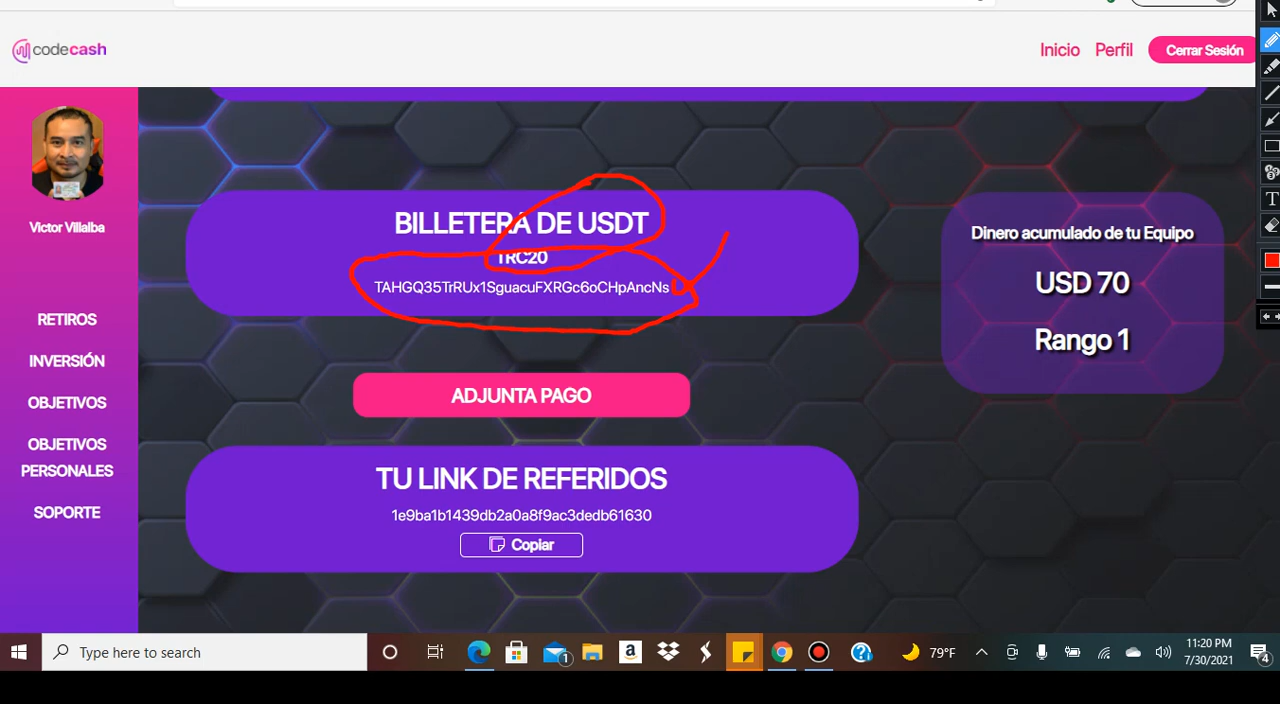 codecash
Inicio
Perfil
Cerrar Sesión
Victor Villalba
RETIROS
INVERSIÓN
OBJETIVOS
OBJETIVOS
PERSONALES
SOPORTE
BILLETERA DE USDT
TRC20
TAHGQ35TrRUx1SguacuFXRGc6oCHpAncNs
ADJUNTA PAGO
TU LINK DE REFERIDOS
1e9ba1b1439db2a0a8f9ac3dedb61630
Copiar
Dinero acumulado de tu Equipo
USD 70
Rango 1
Type here to search
1
a
79°F
11:20 PM
7/30/2021
4
T